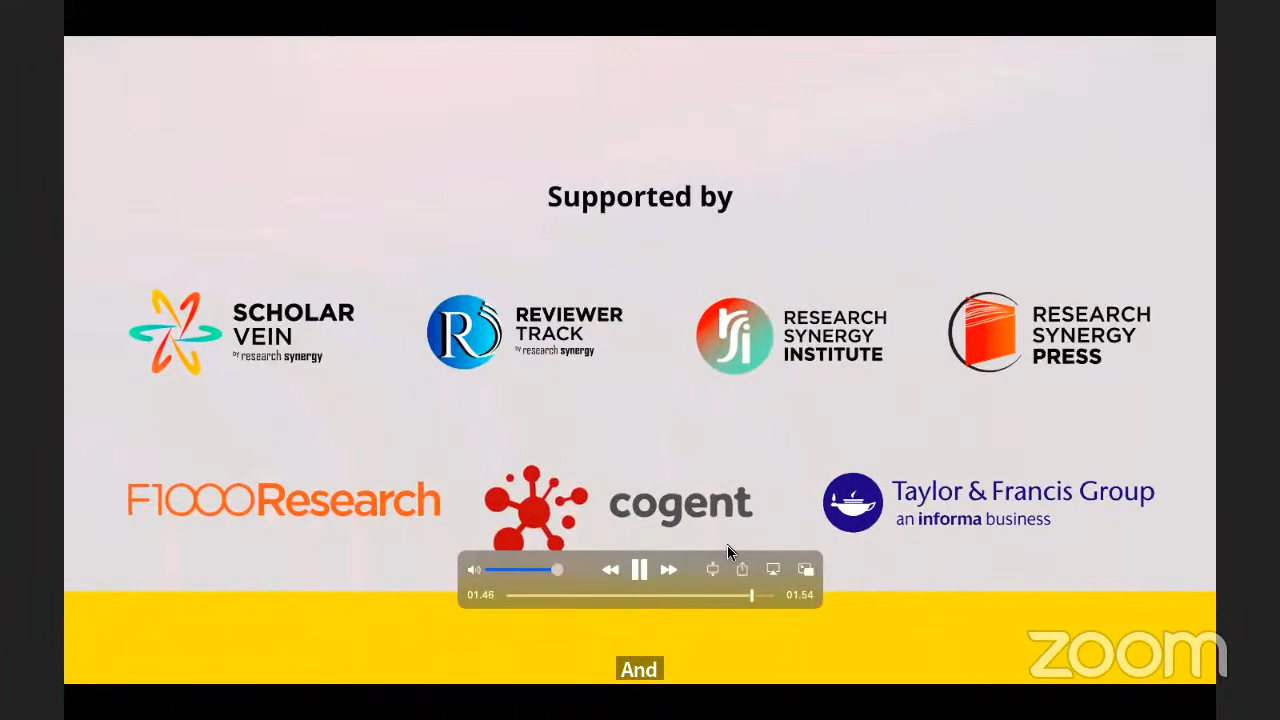 Supported by
SCHOLAR
VEIN
by research synergy
REVIEWER
TRACK
by research synergy
RESEARCH
SYNERGY
INSTITUTE
RESEARCH
SYNERGY
PRESS
F1000Research
cogent
Taylor & Francis Group
an informa business
01.46
01.54
And
zoom